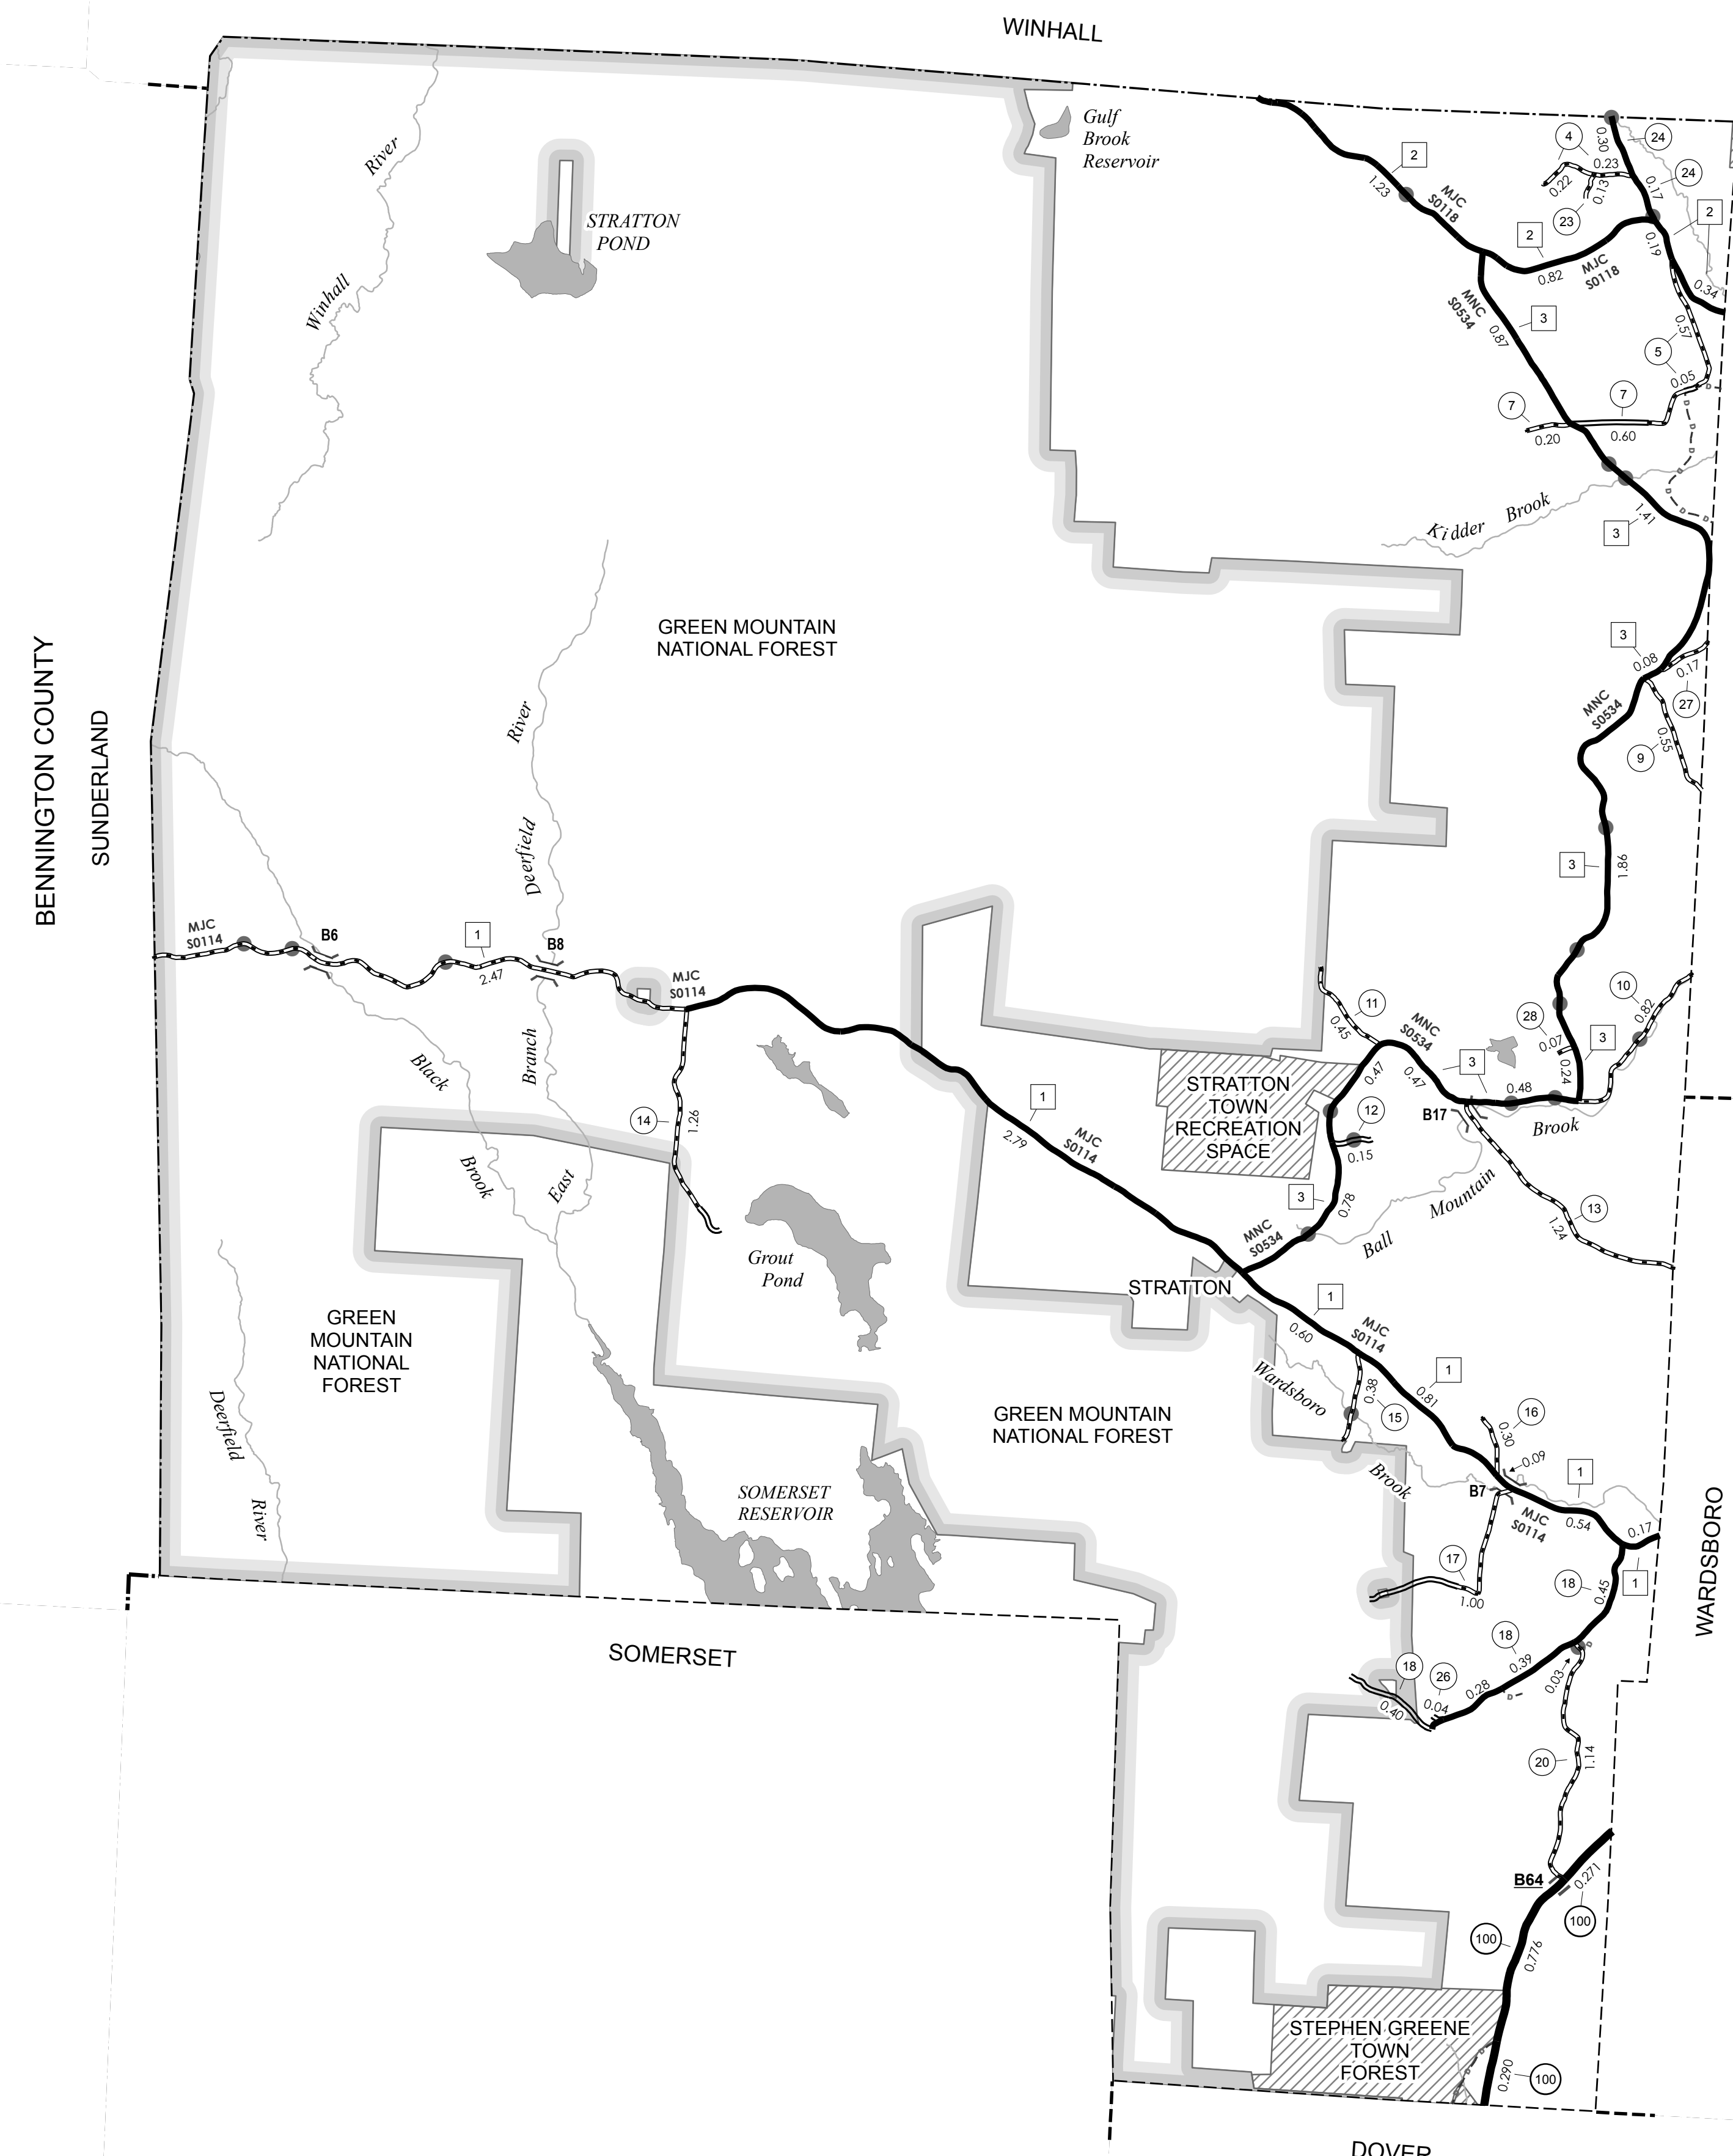 WINHALL
Gulf
Brook
Reservoir
River
Winhall
STRATTON
POND
2
1.23
MJC
S0118
4
0.30
24
0.23
0.22
0.13
23
24
0.17
2
2
0.82
MJC
S0118
0.19
0.34
MNC
S0534
0.87
3
0.57
5
0.05
7
7
0.20
0.60
Kidder Brook
1.41
3
GREEN MOUNTAIN
NATIONAL FOREST
BENNINGTON COUNTY
SUNDERLAND
River
Deerfield
3
0.08
0.17
27
MNC
S0534
0.55
9
3
1.86
MJC
S0114
B6
1
2.47
B8
MJC
S0114
Black
Brook
Branch
East
14
1.26
1
2.79
MJC
S0114
11
0.45
MNC
S0534
0.47
0.47
3
28
0.07
0.24
3
10
0.82
0.48
B17
Brook
Mountain
Ball
STRATTON
TOWN
RECREATION
SPACE
12
0.15
3
0.78
MNC
S0534
13
1.24
Grout
Pond
STRATTON
1
0.60
MJC
S0114
GREEN
MOUNTAIN
NATIONAL
FOREST
Deerfield
River
Wardsboro
Brook
0.38
15
1
0.81
16
0.30
0.09
B7
1
MJC
S0114
0.54
0.17
1
GREEN MOUNTAIN
NATIONAL FOREST
SOMERSET
RESERVOIR
17
1.00
18
0.45
WARDSBORO
SOMERSET
18
0.39
0.28
18
26
0.04
0.40
0.03
20
1.14
B64
0.271
100
100
0.776
STEPHEN GREENE
TOWN
FOREST
0.290
100
DOVER